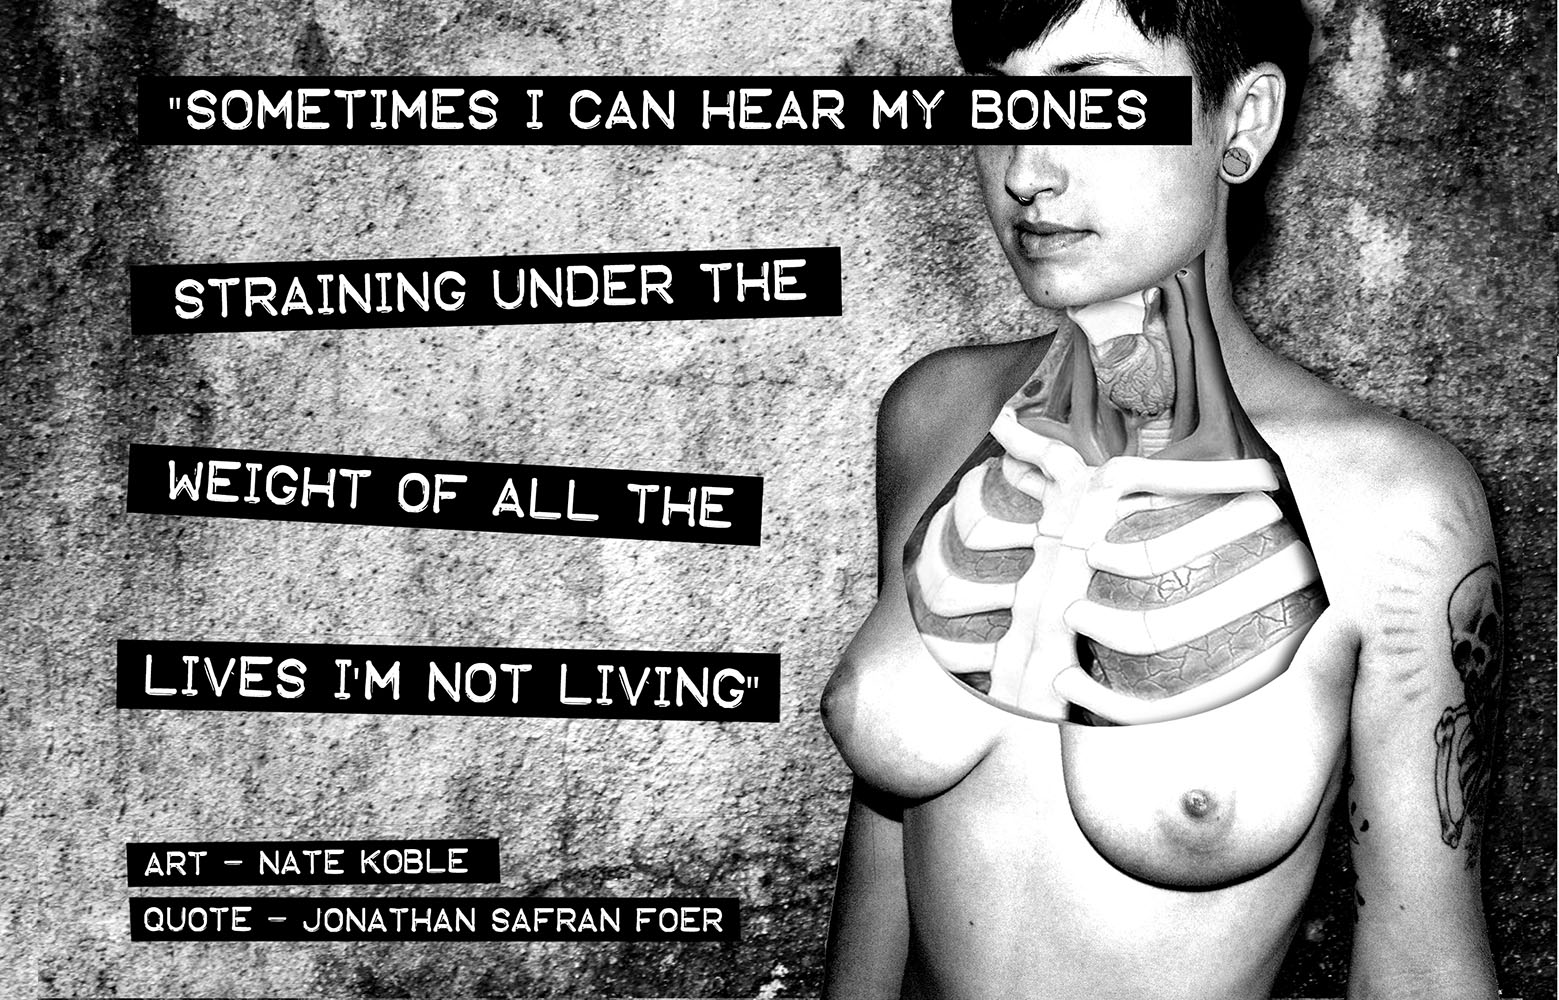 "SOMETIMES I CAN HEAR MY BONES
STRAINING UNDER THE
WEIGHT OF ALL THE
LIVES I'M NOT LIVING"
ART - NATE KOBLE
QUOTE - JONATHAN SAFRAN FOER